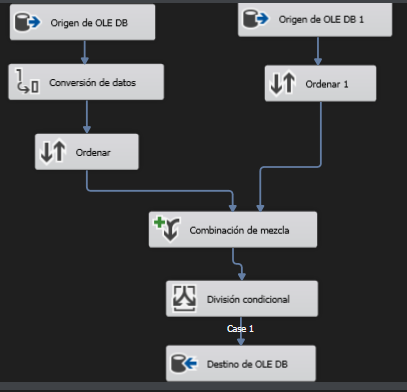 Origen de OLE DB
Origen de OLE DB 1
Conversión de datos
Ordenar 1
Ordenar
Combinación de mezcla
División condicional
Case 1
Destino de OLE DB